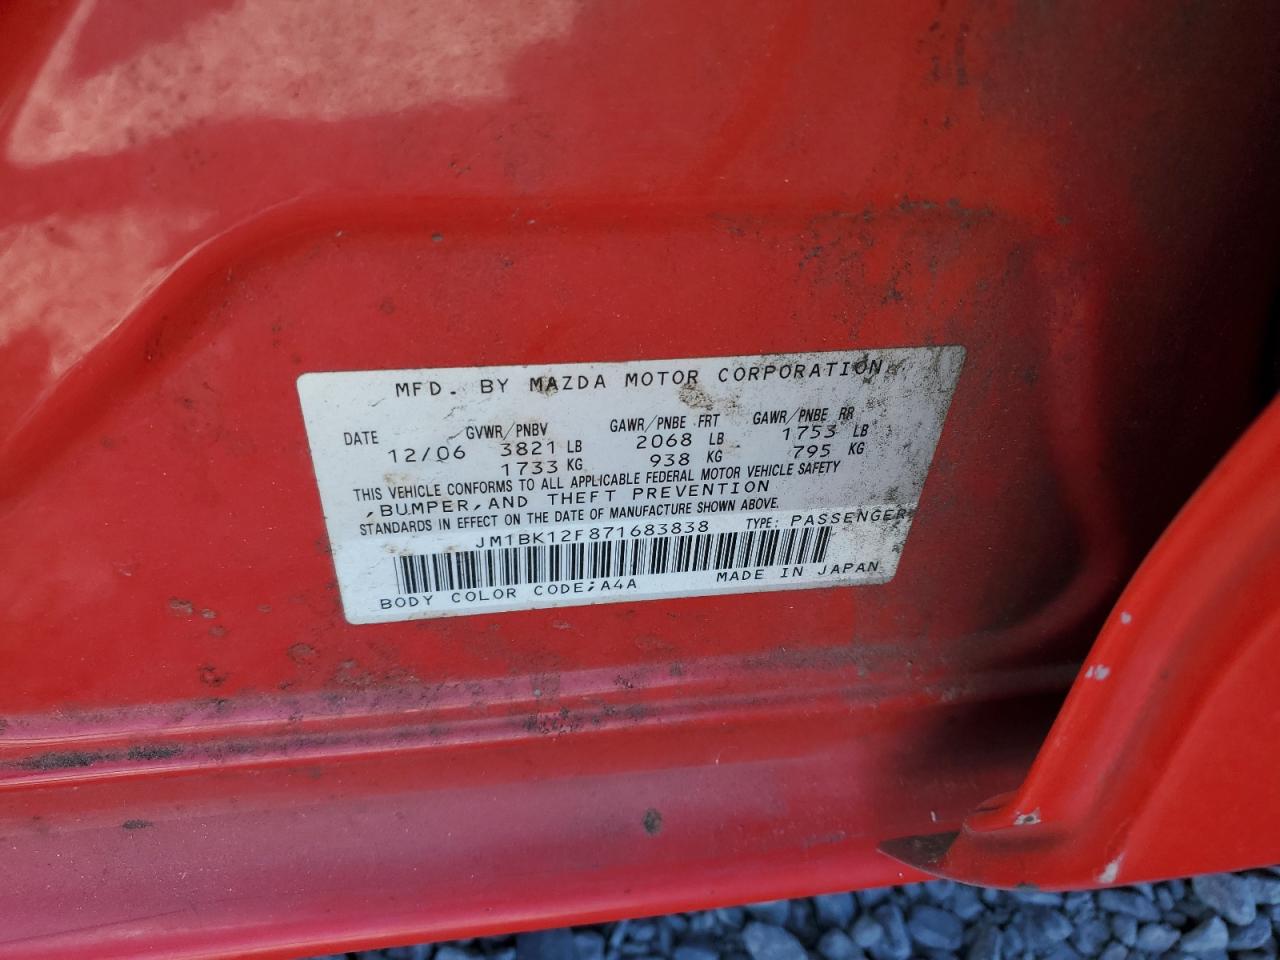 MFD. BY MAZDA MOTOR CORPORATION
DATE GVWR/PNBV GAWR/PNBE FRT GAWR/PNBE RR
12/06 3821 LB 2068 LB 1753 LB
1733 KG 938 KG 795 KG
THIS VEHICLE CONFORMS TO ALL APPLICABLE FEDERAL MOTOR VEHICLE SAFETY
,BUMPER,AND THEFT PREVENTION
STANDARDS IN EFFECT ON THE DATE OF MANUFACTURE SHOWN ABOVE.
JM1BK12F871683838 TYPE: PASSENGER
BODY COLOR CODE;A4A MADE IN JAPAN